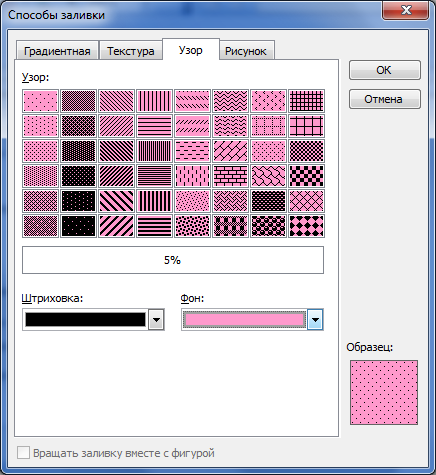 Способы заливки
Градиентная Текстура Узор Рисунок
Узор:
ОК
Отмена
5%
Штриховка: Фон:
Образец:
Вращать заливку вместе с фигурой